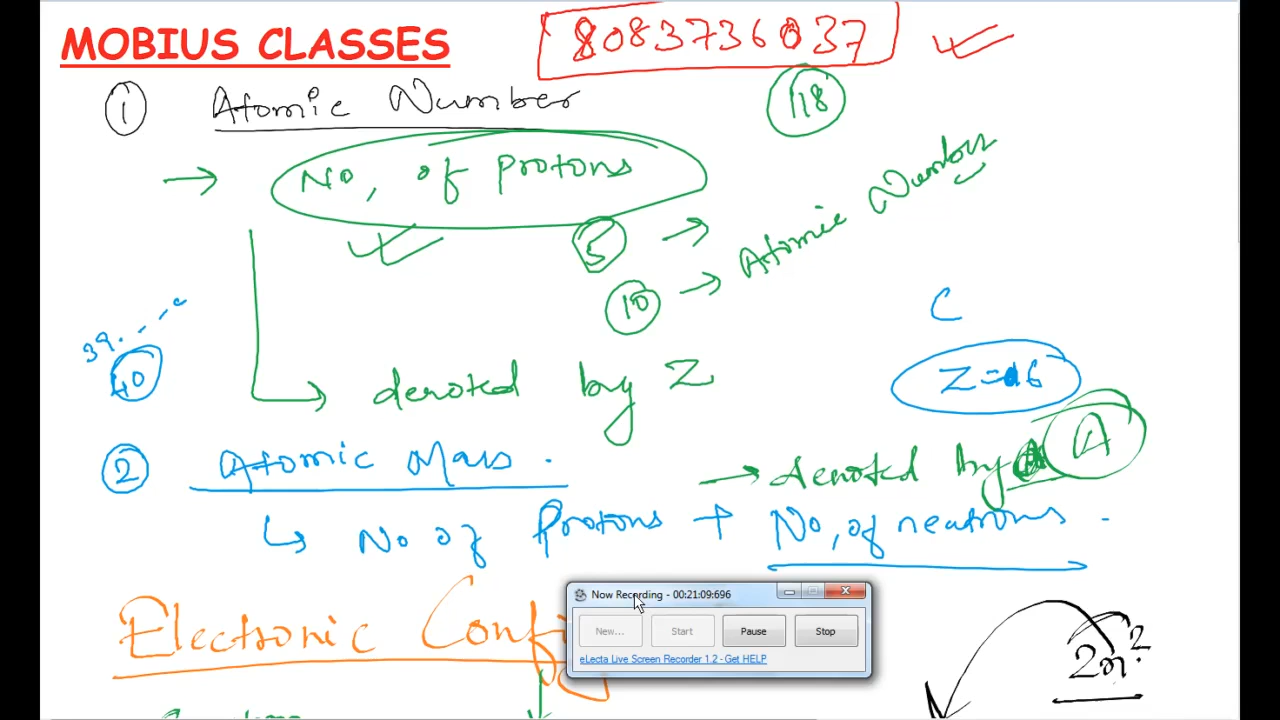 MOBIUS CLASSES
8083736037
① Atomic Number
118
→ No, of protons
5 →
10 → Atomic Number
39.
40
C
Z = 6
denoted by Z
② Atomic Mass.
→ denoted by A
↳ No of Protons + No, of neutrons.
Electronic Confi
Now Recording - 00:21:09:696
New... Start Pause Stop
eLecta Live Screen Recorder 1.2 - Get HELP
2n²